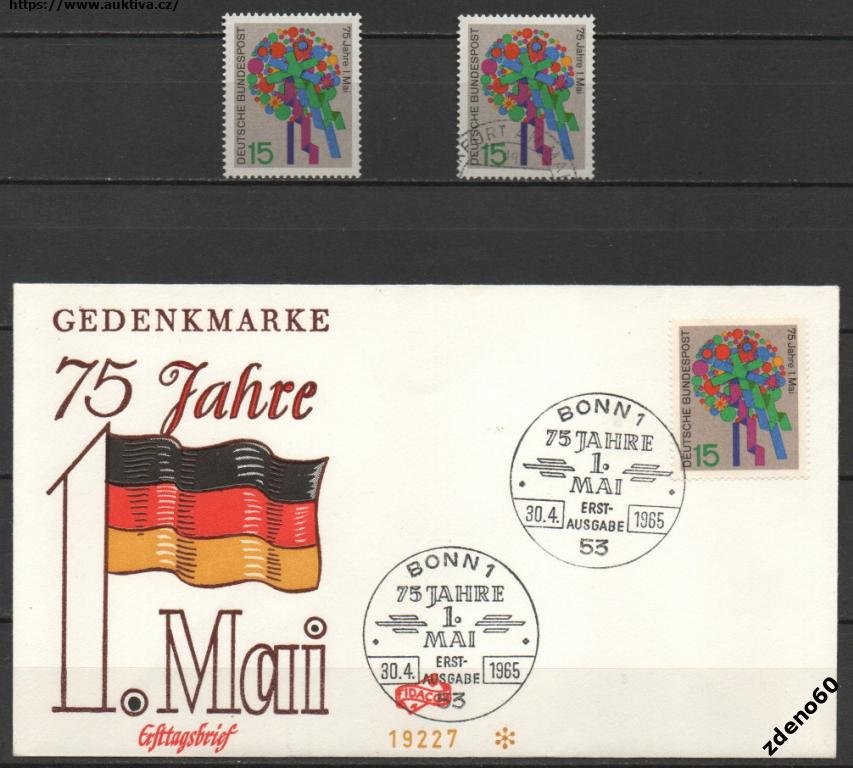 https://www.auktiva.cz/
DEUTSCHE BUNDESPOST
75 Jahre 1. Mai
15
DEUTSCHE BUNDESPOST
75 Jahre 1. Mai
15
GEDENKMARKE
75 Jahre
1. Mai
Ersttagsbrief
DEUTSCHE BUNDESPOST
75 Jahre 1. Mai
15
BONN 1
75 JAHRE
1.
MAI
30.4.
ERST-
AUSGABE
1965
53
BONN 1
75 JAHRE
1.
MAI
30.4.
ERST-
AUSGABE
1965
53
FIDACOS
19227
zdeno60